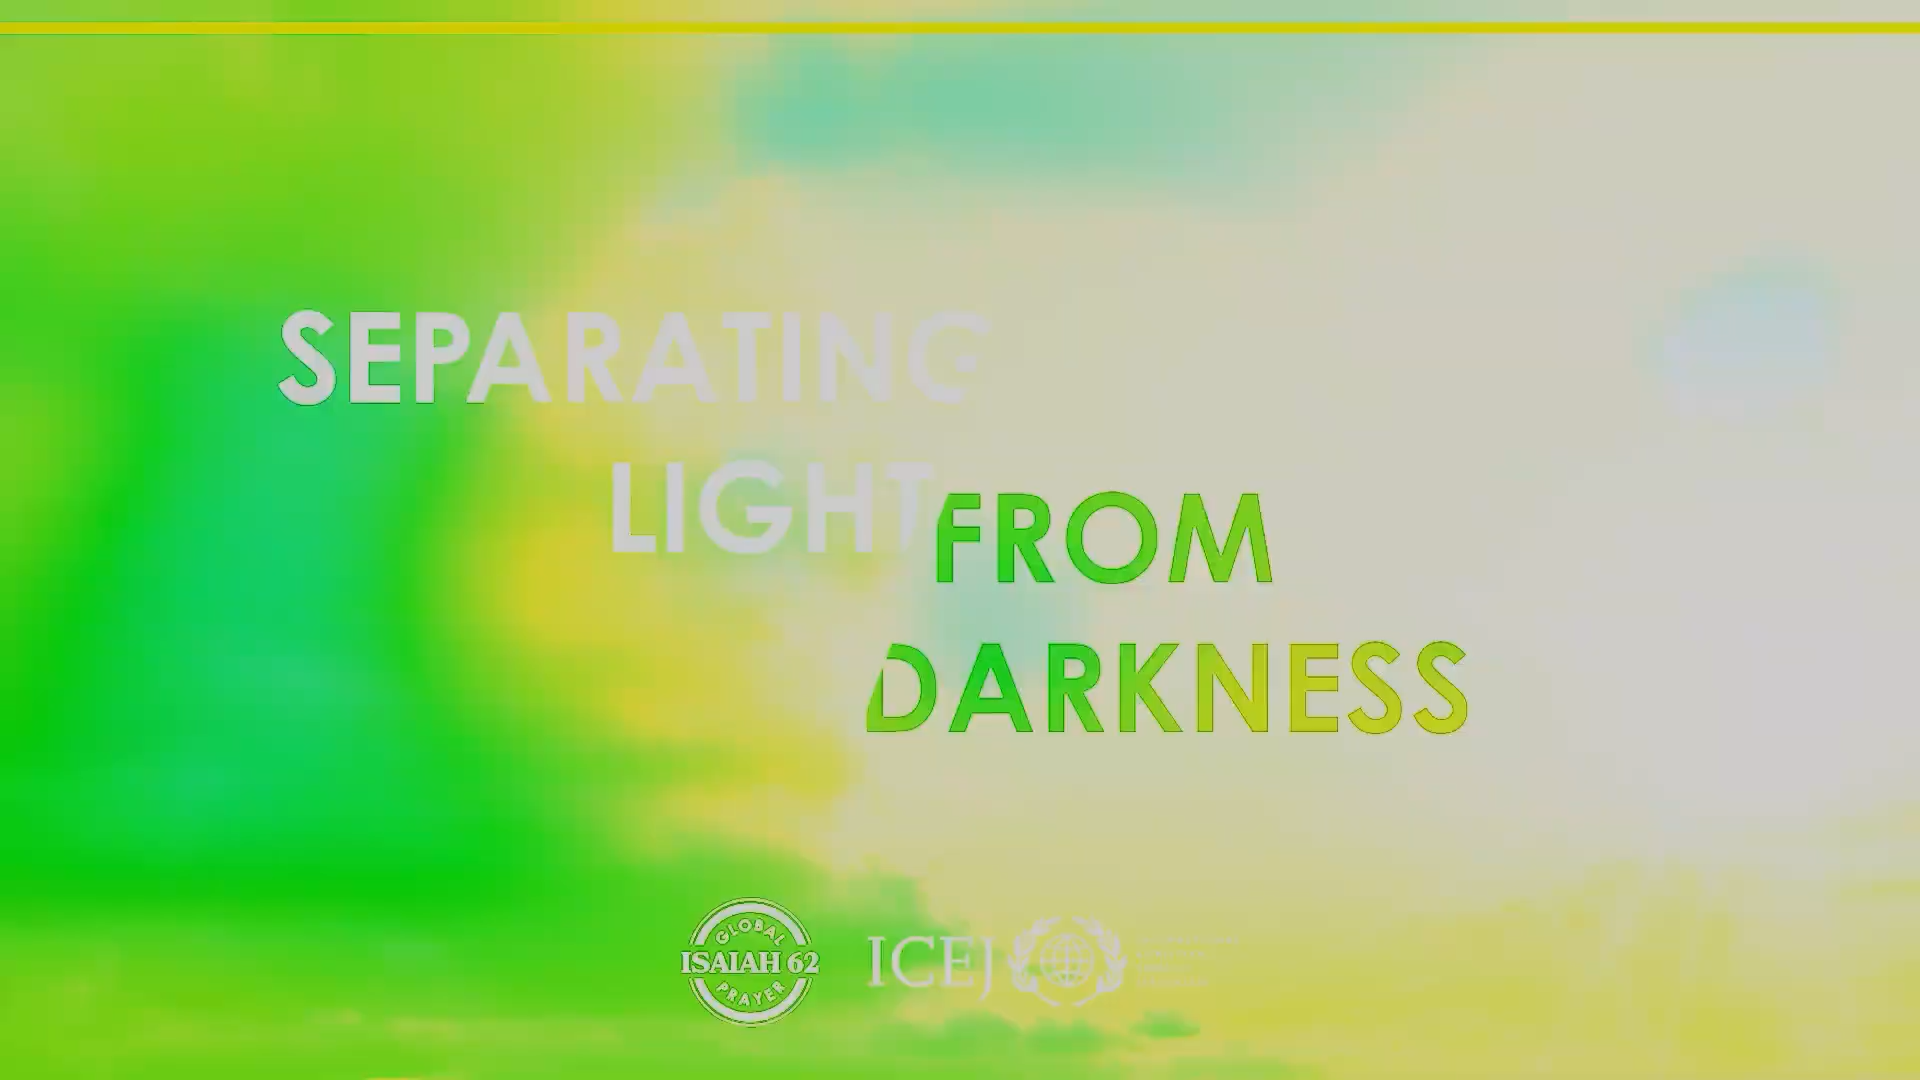 SEPARATING
LIGHT
FROM
DARKNESS
GLOBAL
ISAIAH 62
PRAYER
ICEJ